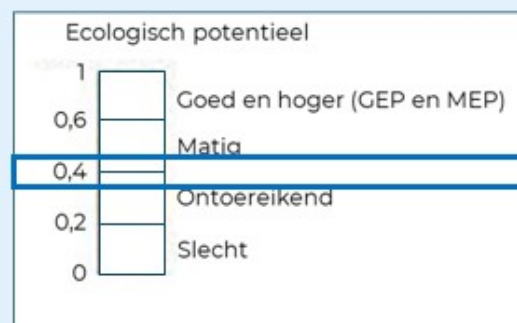 Ecologisch potentieel
1
Goed en hoger (GEP en MEP)
0,6
Matig
0,4
Ontoereikend
0,2
Slecht
0